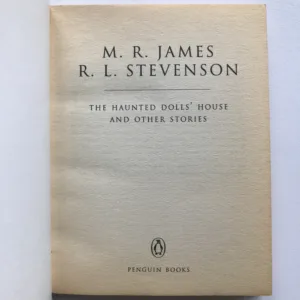 M. R. JAMES
R. L. STEVENSON
THE HAUNTED DOLLS' HOUSE
AND OTHER STORIES
PENGUIN BOOKS